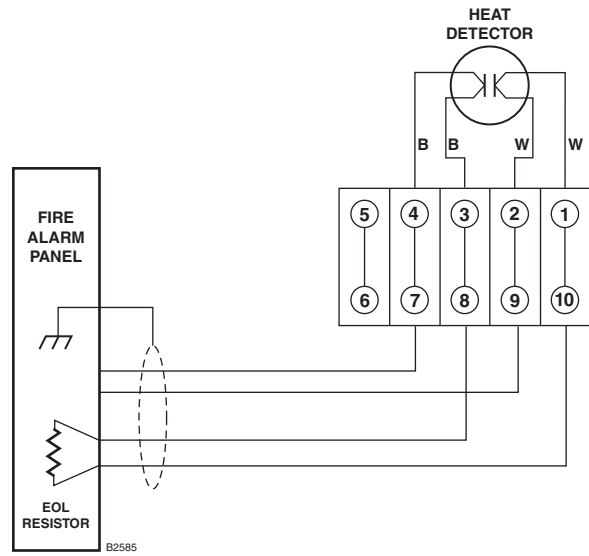 HEAT
DETECTOR
B B W W
5 4 3 2 1
6 7 8 9 10
FIRE
ALARM
PANEL
EOL
RESISTOR
B2585